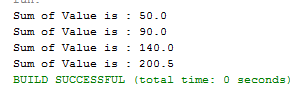 run:
Sum of Value is : 50.0
Sum of Value is : 90.0
Sum of Value is : 140.0
Sum of Value is : 200.5
BUILD SUCCESSFUL (total time: 0 seconds)